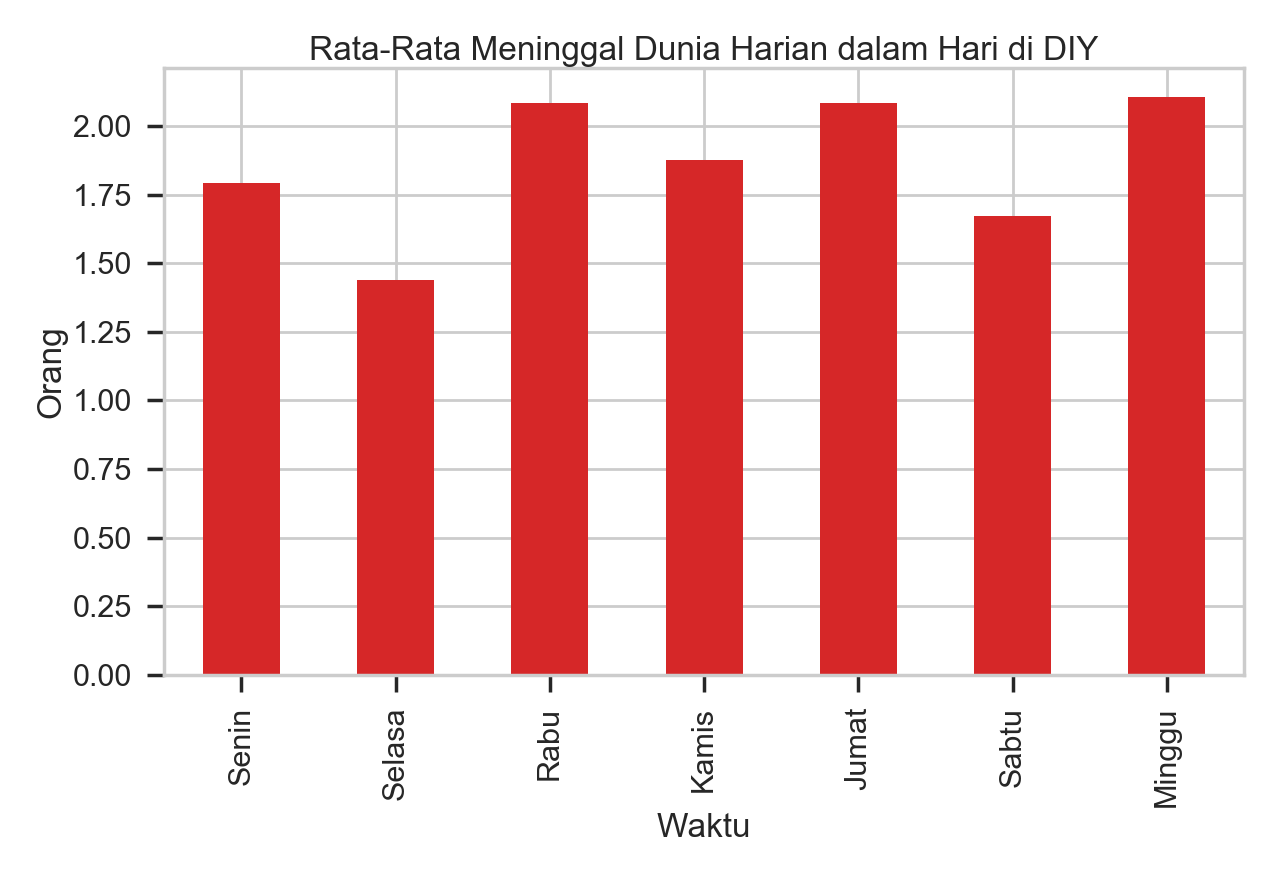 Rata-Rata Meninggal Dunia Harian dalam Hari di DIY
Orang
2.00
1.75
1.50
1.25
1.00
0.75
0.50
0.25
0.00
Senin
Selasa
Rabu
Kamis
Jumat
Sabtu
Minggu
Waktu